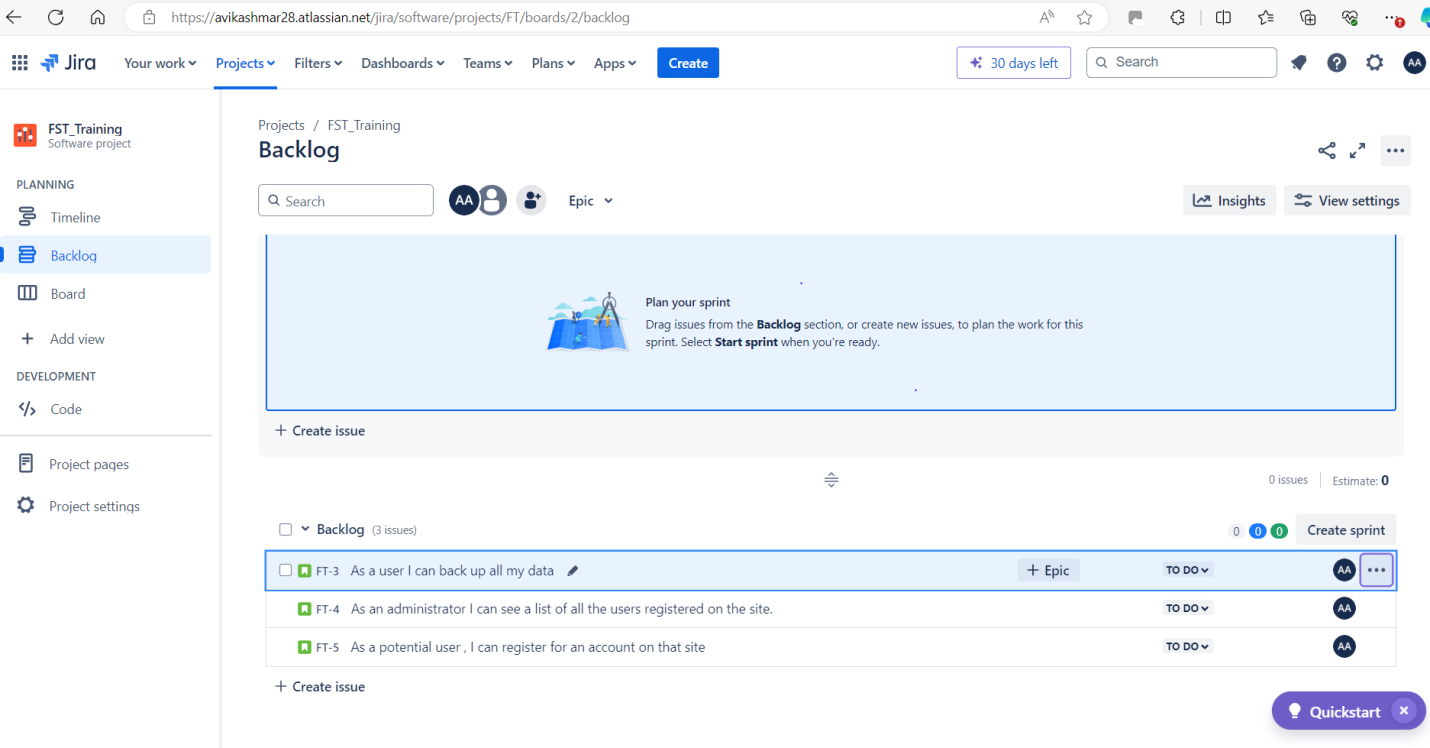 https://avikashmar28.atlassian.net/jira/software/projects/FT/boards/2/backlog
Jira Your work Projects Filters Dashboards Teams Plans Apps Create 30 days left Search AA
FST_Training
Software project
PLANNING
Timeline
Backlog
Board
Add view
DEVELOPMENT
Code
Project pages
Project settings
Projects / FST_Training
Backlog
Search AA Epic Insights View settings
Plan your sprint
Drag issues from the Backlog section, or create new issues, to plan the work for this
sprint. Select Start sprint when you're ready.
+ Create issue
0 issues Estimate: 0
Backlog (3 issues) 0 0 0 Create sprint
FT-3 As a user I can back up all my data + Epic TO DO AA
FT-4 As an administrator I can see a list of all the users registered on the site. TO DO AA
FT-5 As a potential user , I can register for an account on that site TO DO AA
+ Create issue
Quickstart